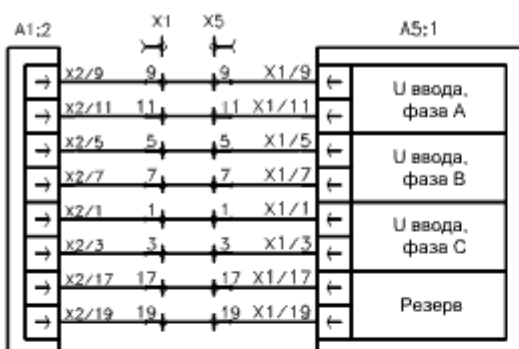 X1 X5
A1:2 A5:1
X2/9 9 9 X1/9
U ввода,
фаза A
X2/11 11 11 X1/11
X2/5 5 5 X1/5
U ввода,
фаза B
X2/7 7 7 X1/7
X2/1 1 1 X1/1
U ввода,
фаза C
X2/3 3 3 X1/3
X2/17 17 17 X1/17
Резерв
X2/19 19 19 X1/19